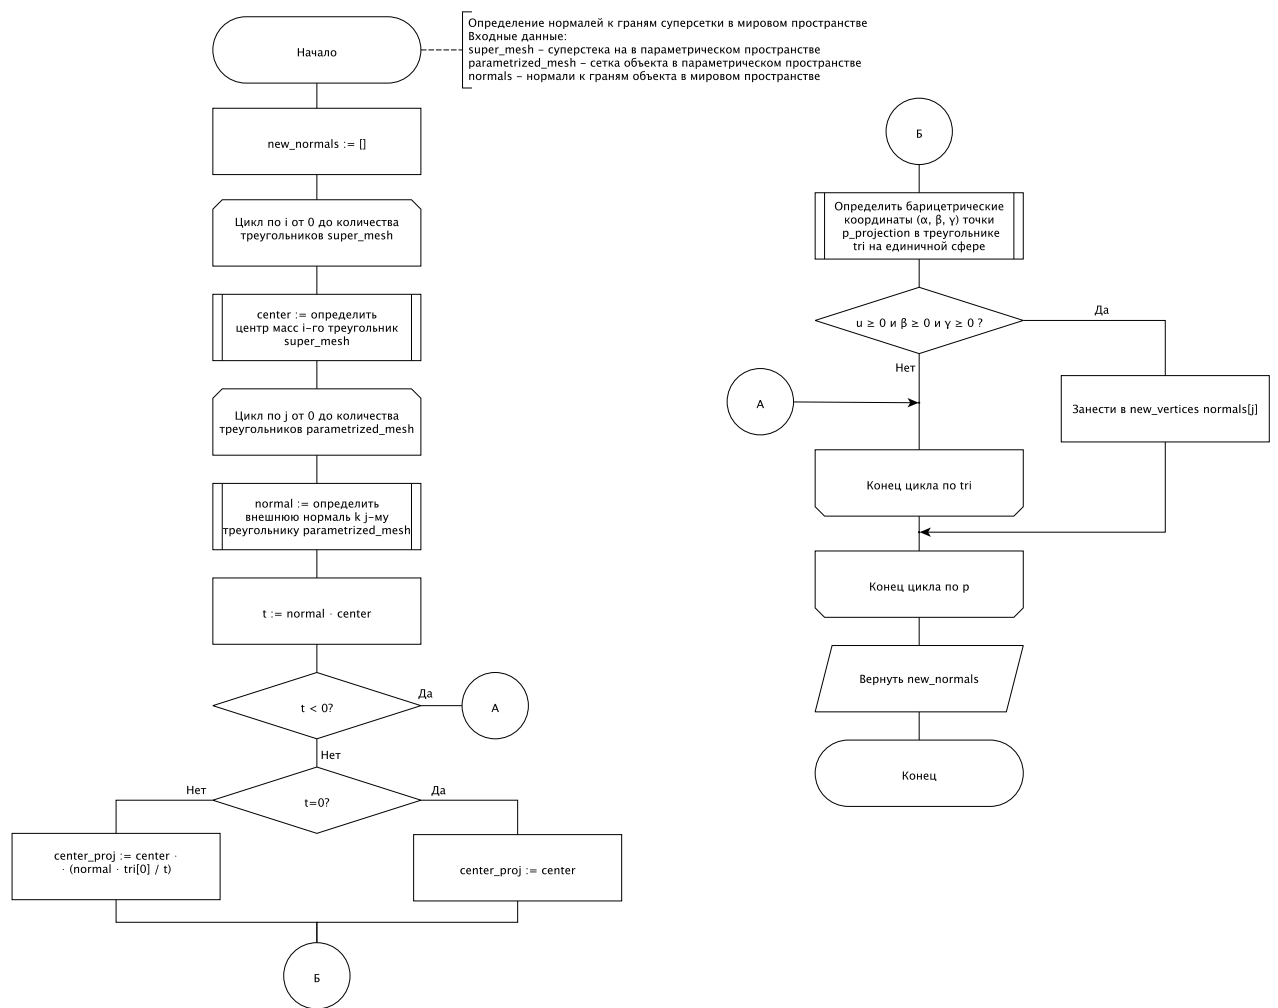 Начало
Определение нормалей к граням суперсетки в мировом пространстве
Входные данные:
super_mesh – суперстека на в параметрическом пространстве
parametrized_mesh – сетка объекта в параметрическом пространстве
normals – нормали к граням объекта в мировом пространстве
new_normals := []
Цикл по i от 0 до количества
треугольников super_mesh
center := определить
центр масс i-го треугольник
super_mesh
Цикл по j от 0 до количества
треугольников parametrized_mesh
normal := определить
внешнюю нормаль k j-му
треугольнику parametrized_mesh
t := normal · center
t < 0?
Да
А
Нет
t=0?
Нет
Да
center_proj := center ·
· (normal · tri[0] / t)
center_proj := center
Б
Б
Определить барицетрические
координаты (α, β, γ) точки
p_projection в треугольнике
tri на единичной сфере
u ≥ 0 и β ≥ 0 и γ ≥ 0 ?
Да
Нет
А
Занести в new_vertices normals[j]
Конец цикла по tri
Конец цикла по p
Вернуть new_normals
Конец